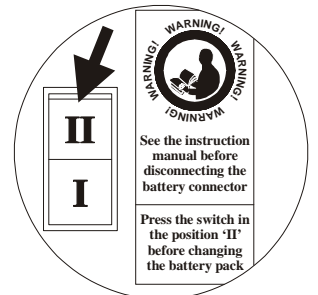 II
I
WARNING! WARNING! WARNING! WARNING! WARNING!
See the instruction
manual before
disconnecting the
battery connector
Press the switch in
the position ‘II’
before changing
the battery pack